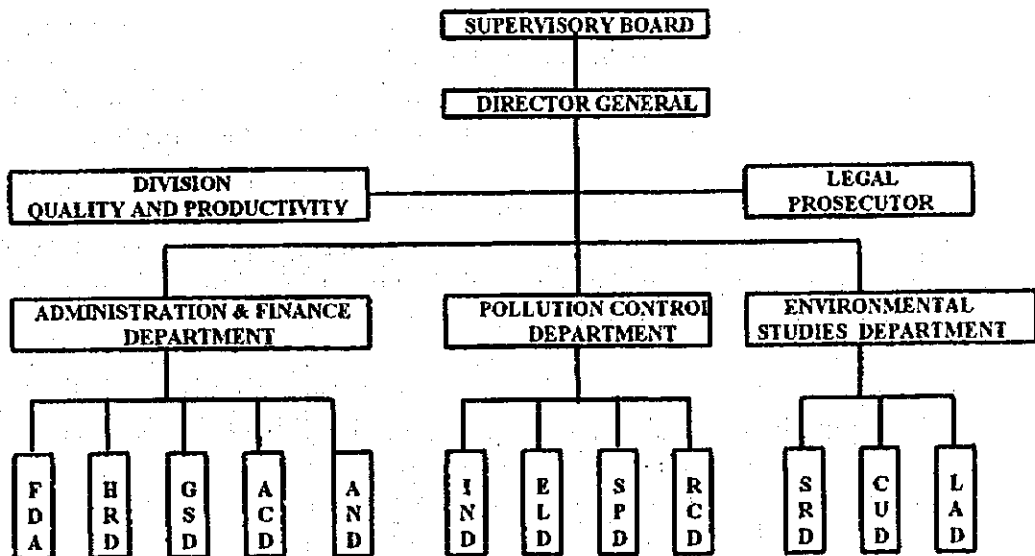 SUPERVISORY BOARD
DIRECTOR GENERAL
DIVISION
QUALITY AND PRODUCTIVITY
LEGAL
PROSECUTOR
ADMINISTRATION & FINANCE
DEPARTMENT
POLLUTION CONTROL
DEPARTMENT
ENVIRONMENTAL
STUDIES DEPARTMENT
FDA
HRD
GSD
ACD
AND
IND
ELD
SPD
RCD
SRD
CUD
LAD